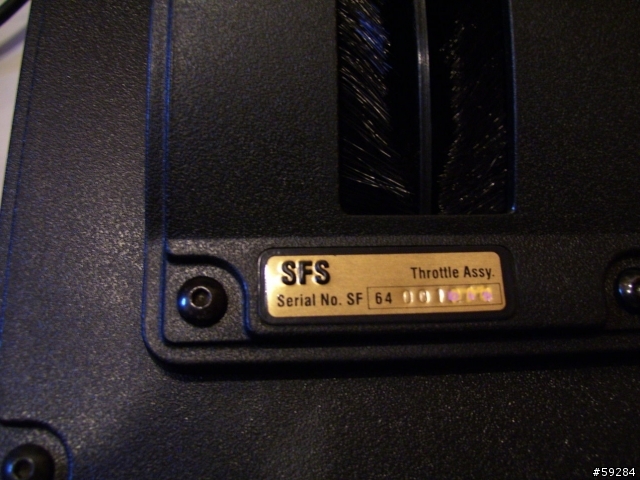 SFS
Throttle Assy.
Serial No. SF 64
#59284